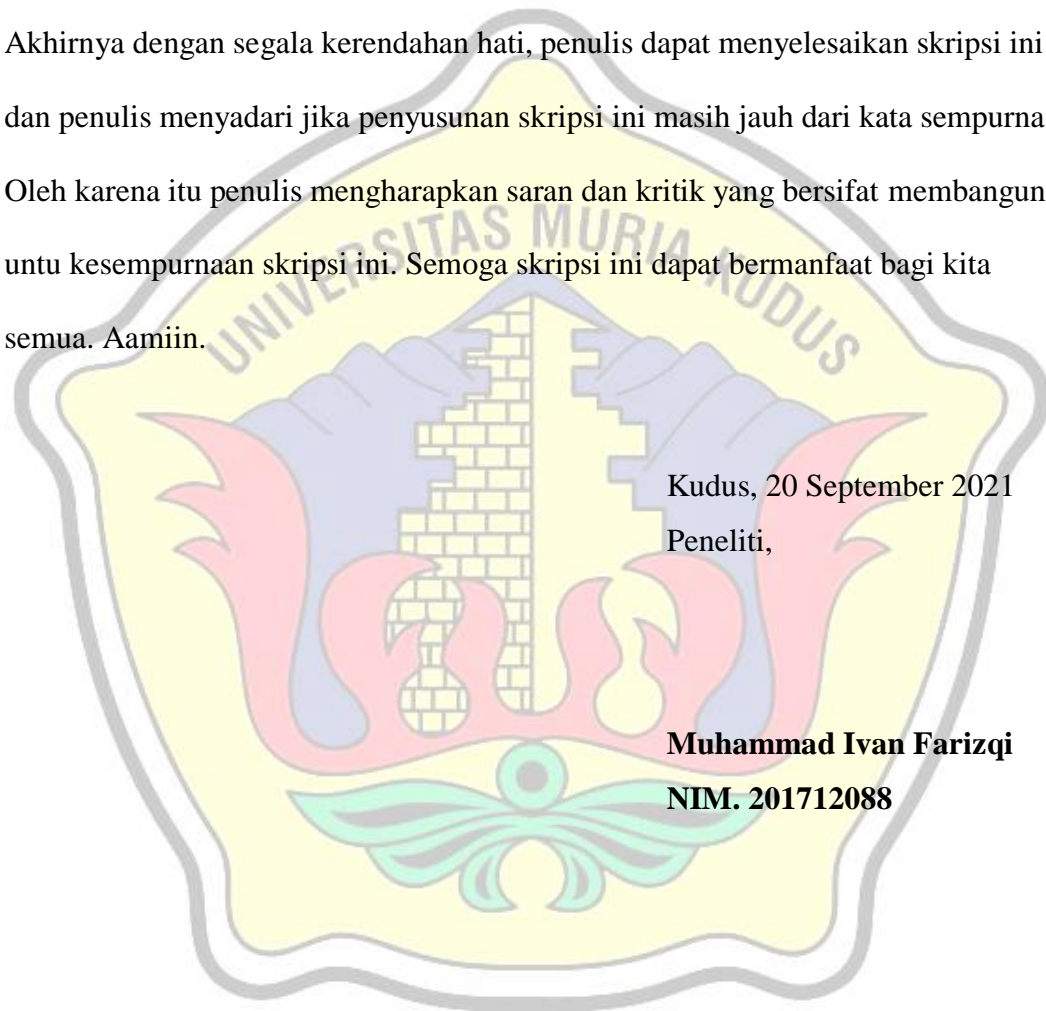 Akhirnya dengan segala kerendahan hati, penulis dapat menyelesaikan skripsi ini
dan penulis menyadari jika penyusunan skripsi ini masih jauh dari kata sempurna
Oleh karena itu penulis mengharapkan saran dan kritik yang bersifat membangun
untu kesempurnaan skripsi ini. Semoga skripsi ini dapat bermanfaat bagi kita
semua. Aamiin.
UNIVERSITAS MURIA KUDUS
Kudus, 20 September 2021
Peneliti,
Muhammad Ivan Farizqi
NIM. 201712088